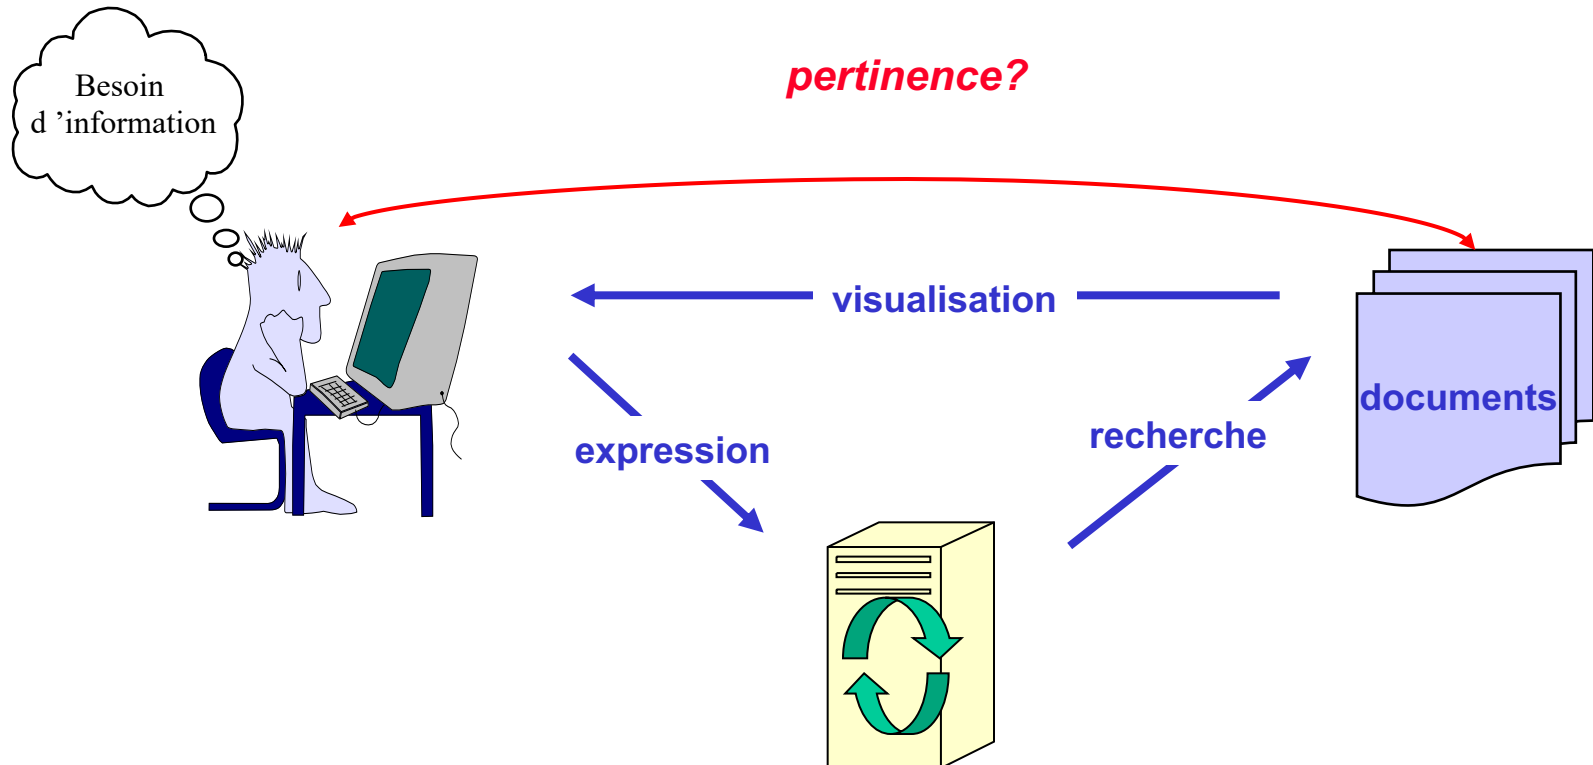 Besoin
d ’information
pertinence?
visualisation
documents
expression
recherche